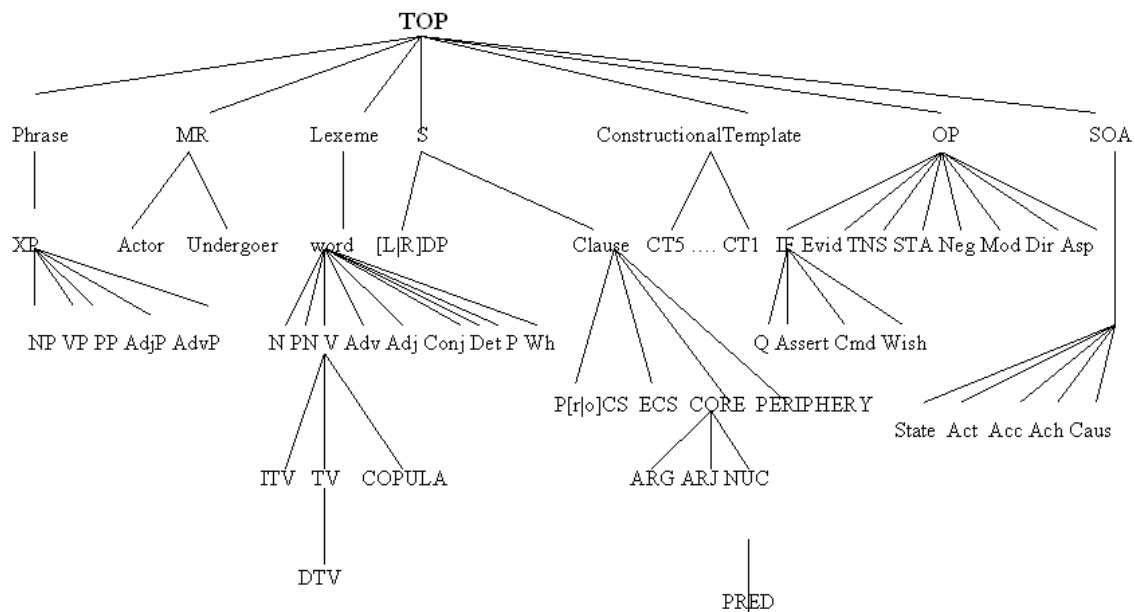 TOP
Phrase MR Lexeme S ConstructionalTemplate OP SOA
XP Actor Undergoer word [L|R]DP Clause CT5 .... CT1 IF Evid TNS STA Neg Mod Dir Asp
NP VP PP AdjP AdvP N PN V Adv Adj Conj Det P Wh Q Assert Cmd Wish
P[r|o]CS ECS CORE PERIPHERY
State Act Acc Ach Caus
ITV TV COPULA ARG ARJ NUC
DTV
PRED